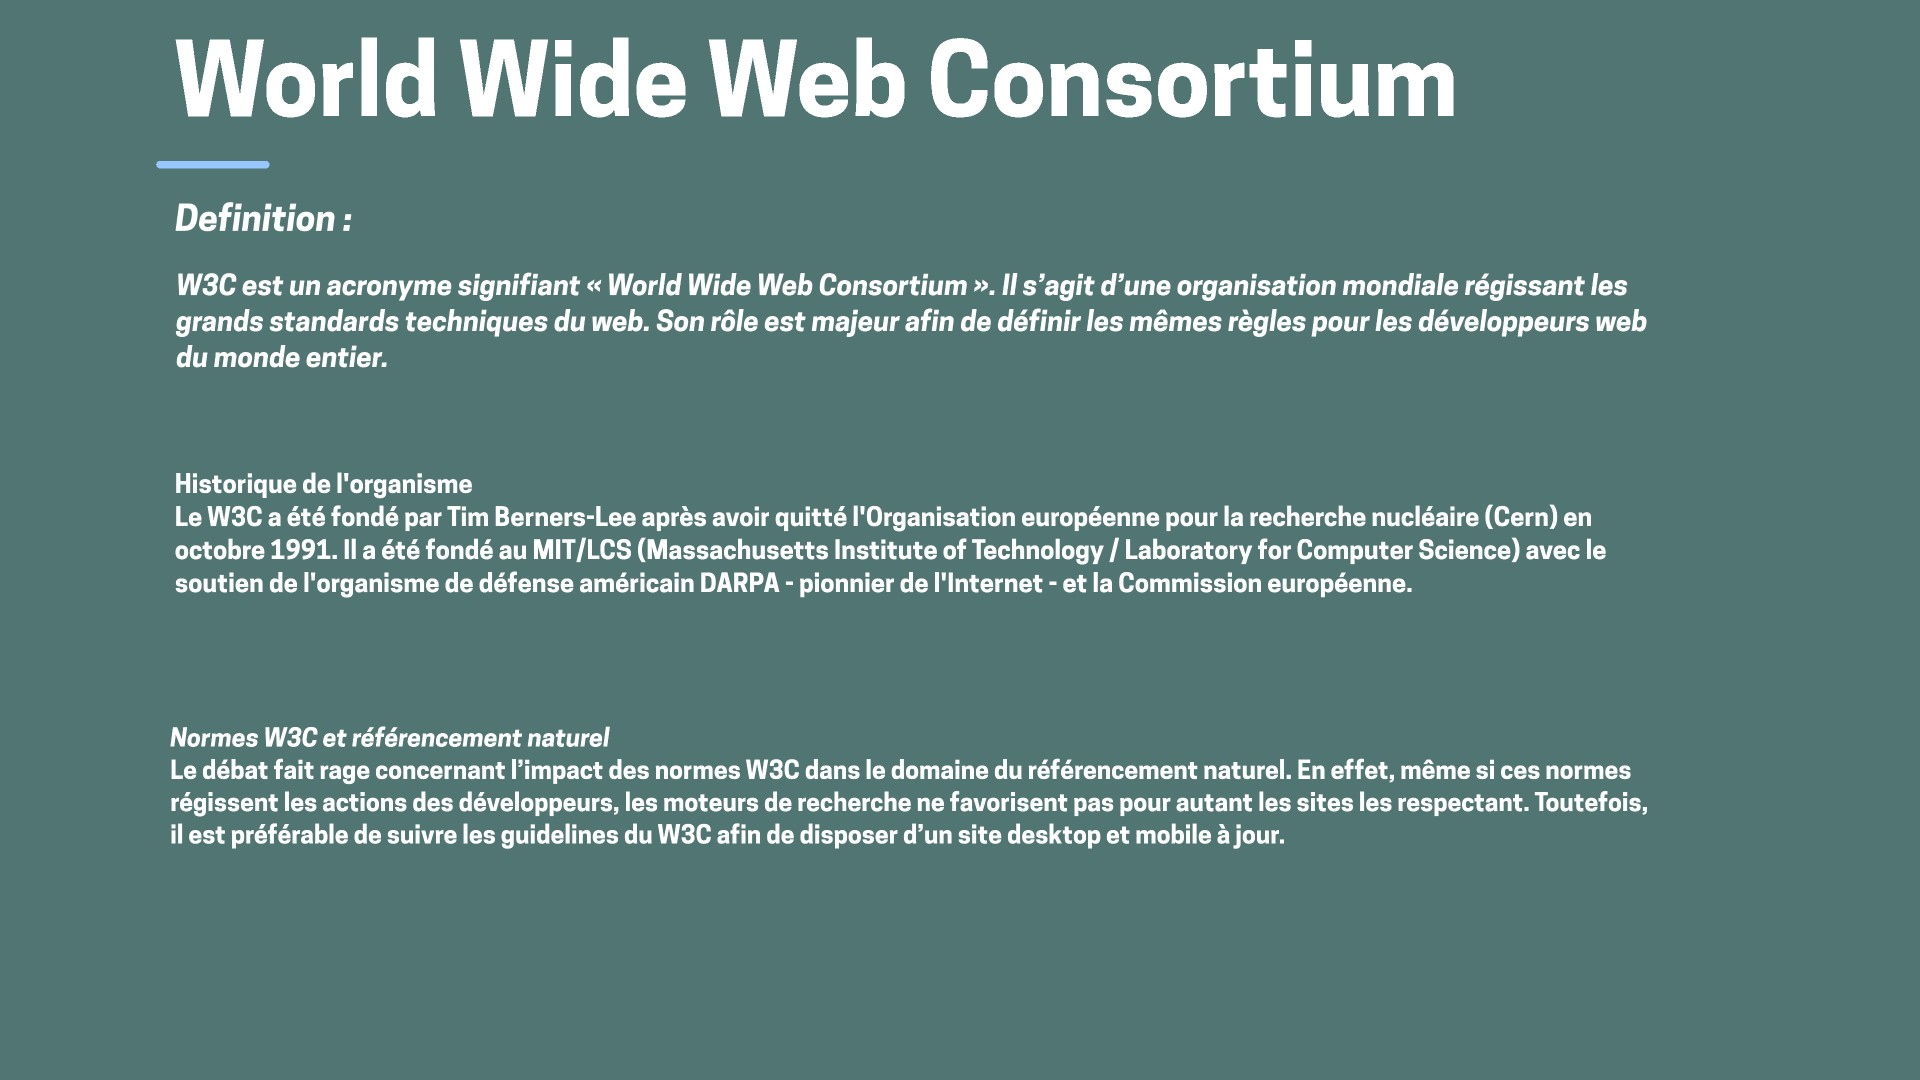 World Wide Web Consortium
Definition :
W3C est un acronyme signifiant « World Wide Web Consortium ». Il s’agit d’une organisation mondiale régissant les
grands standards techniques du web. Son rôle est majeur afin de définir les mêmes règles pour les développeurs web
du monde entier.
Historique de l'organisme
Le W3C a été fondé par Tim Berners-Lee après avoir quitté l'Organisation européenne pour la recherche nucléaire (Cern) en
octobre 1991. Il a été fondé au MIT/LCS (Massachusetts Institute of Technology / Laboratory for Computer Science) avec le
soutien de l'organisme de défense américain DARPA - pionnier de l'Internet - et la Commission européenne.
Normes W3C et référencement naturel
Le débat fait rage concernant l’impact des normes W3C dans le domaine du référencement naturel. En effet, même si ces normes
régissent les actions des développeurs, les moteurs de recherche ne favorisent pas pour autant les sites les respectant. Toutefois,
il est préférable de suivre les guidelines du W3C afin de disposer d’un site desktop et mobile à jour.